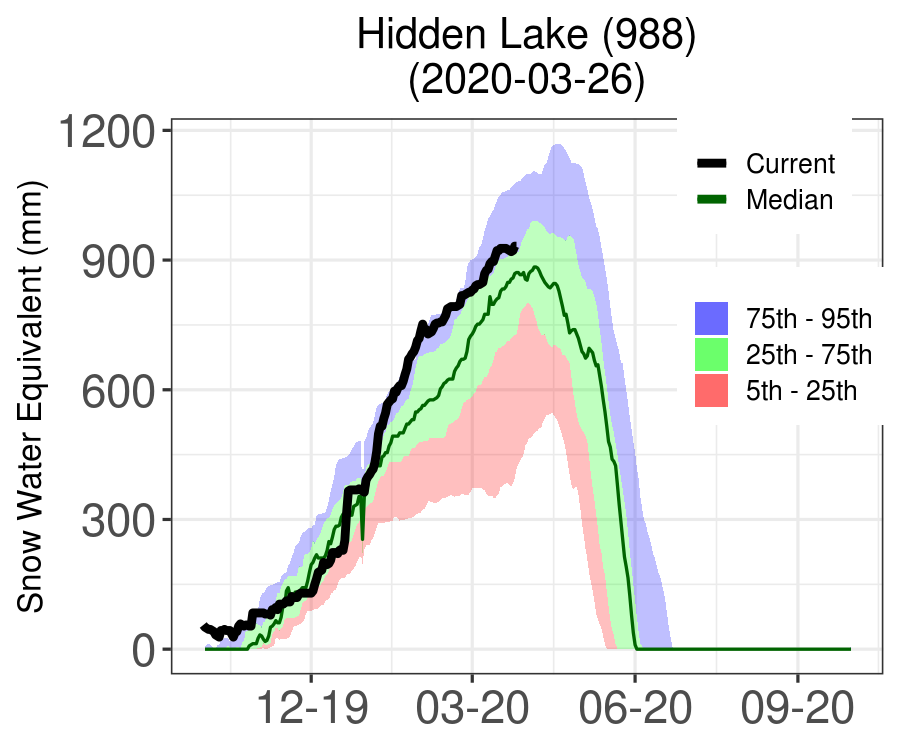 Hidden Lake (988)
(2020-03-26)
Snow Water Equivalent (mm)
1200
900
600
300
0
12-19
03-20
06-20
09-20
Current
Median
75th - 95th
25th - 75th
5th - 25th